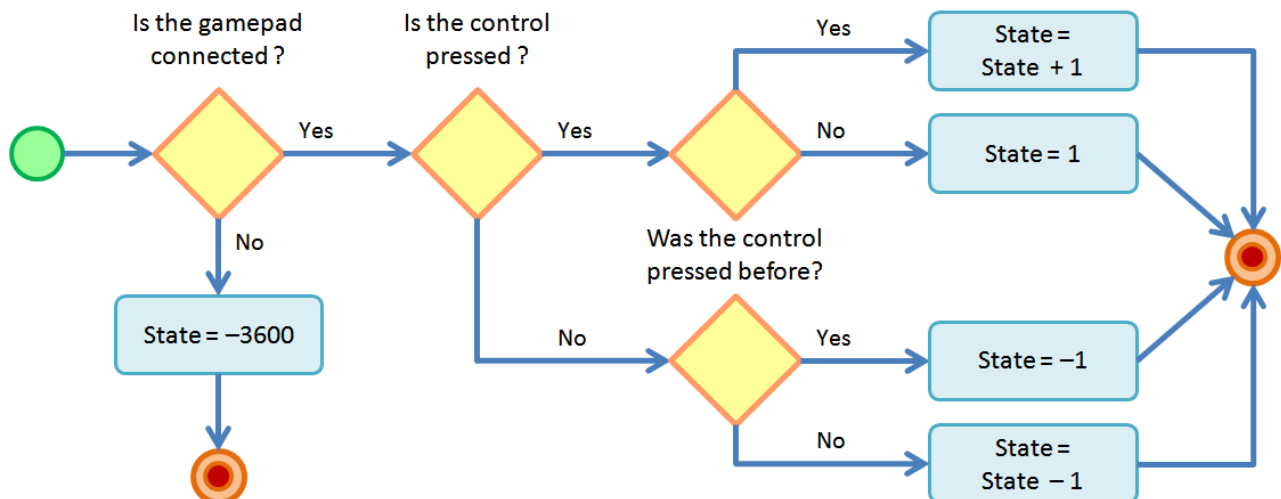 Is the gamepad
connected ?
Is the control
pressed ?
Yes
State =
State + 1
Yes
Yes
No
State = 1
No
Was the control
pressed before?
State = –3600
No
Yes
State = –1
No
State =
State – 1